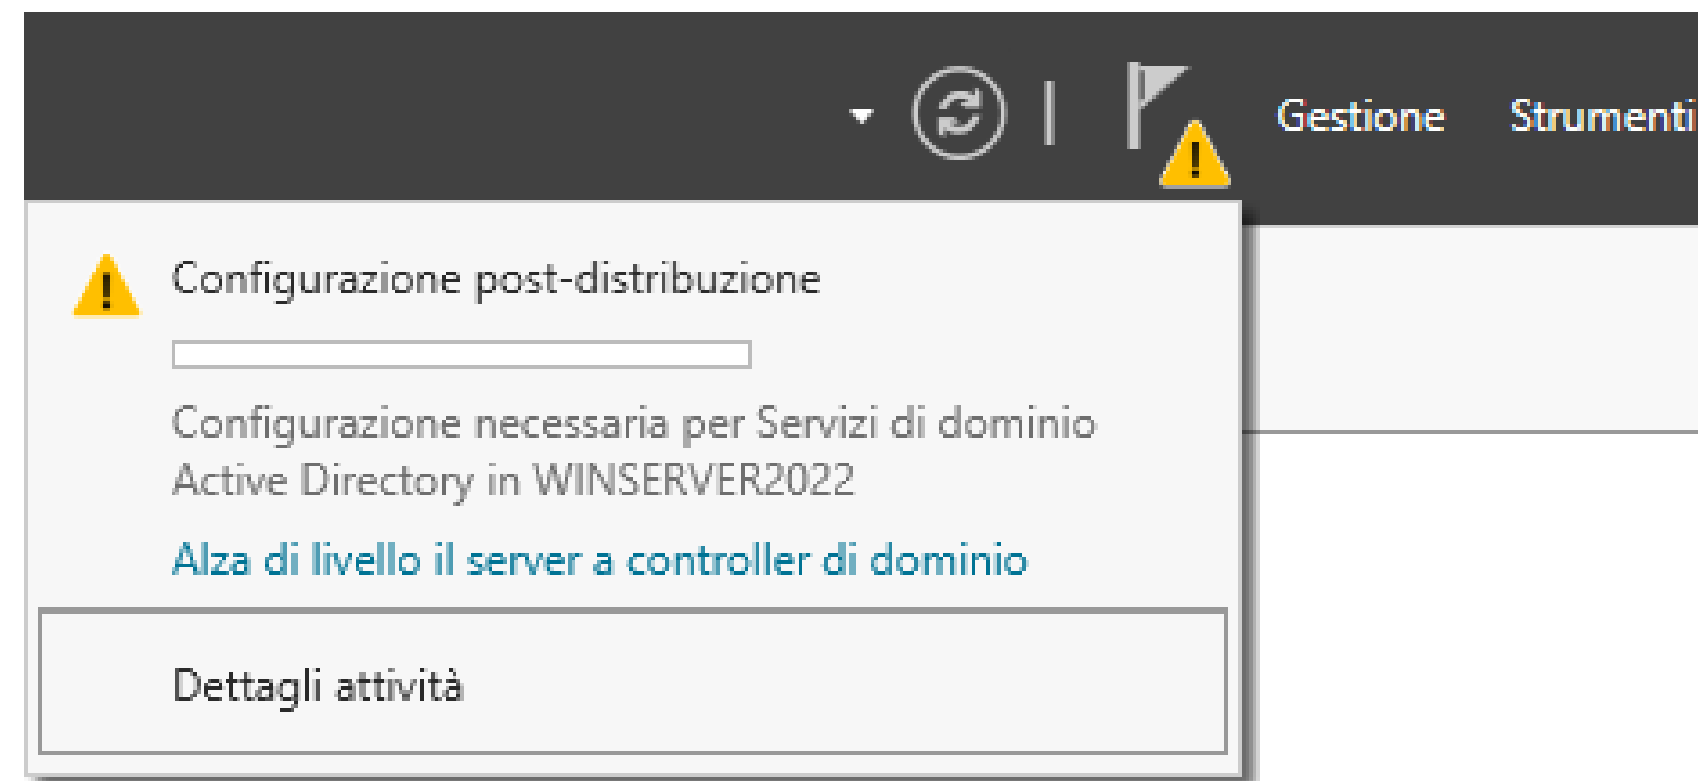 Gestione Strumenti
Configurazione post-distribuzione
Configurazione necessaria per Servizi di dominio
Active Directory in WINSERVER2022
Alza di livello il server a controller di dominio
Dettagli attività